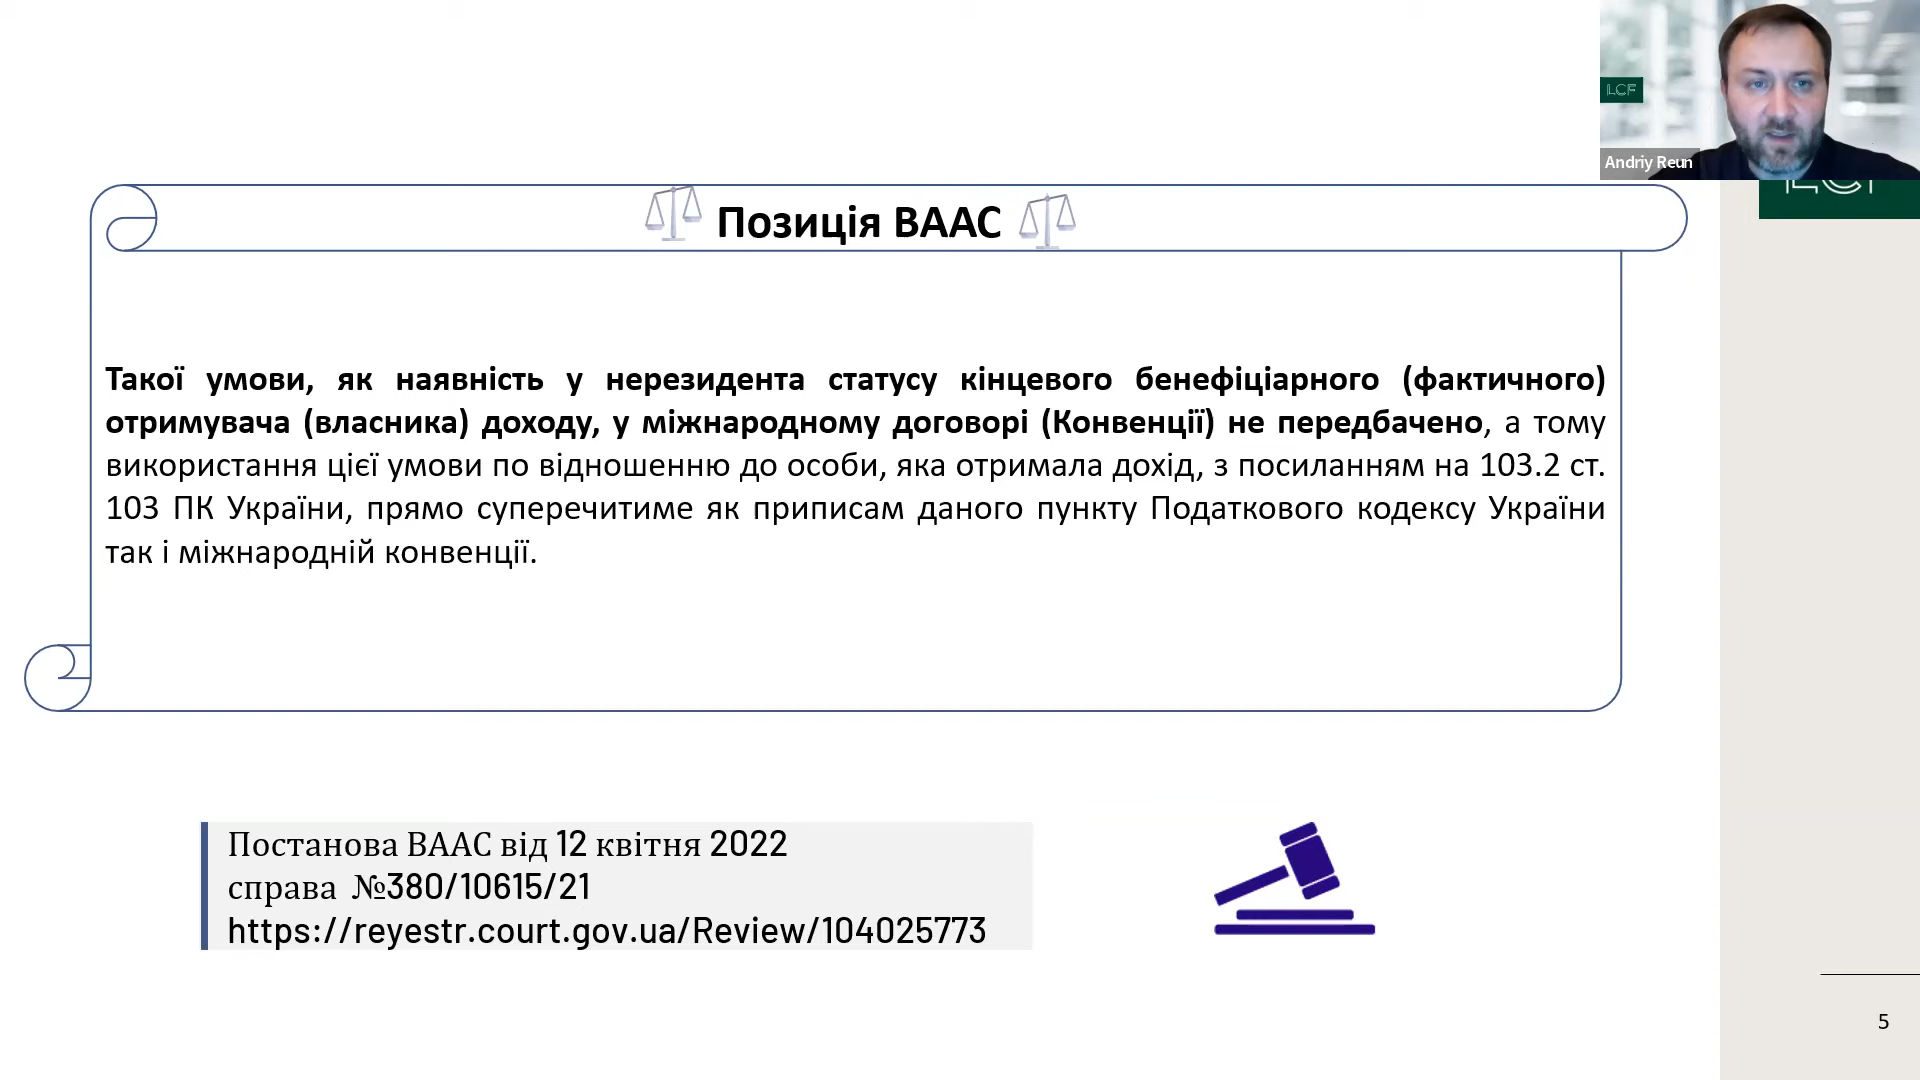 LCF
Andriy Reun
Позиція ВААС
Такої умови, як наявність у нерезидента статусу кінцевого бенефіціарного (фактичного)
отримувача (власника) доходу, у міжнародному договорі (Конвенції) не передбачено, а тому
використання цієї умови по відношенню до особи, яка отримала дохід, з посиланням на 103.2 ст.
103 ПК України, прямо суперечитиме як приписам даного пункту Податкового кодексу України
так і міжнародній конвенції.
Постанова ВААС від 12 квітня 2022
справа №380/10615/21
https://reyestr.court.gov.ua/Review/104025773
5